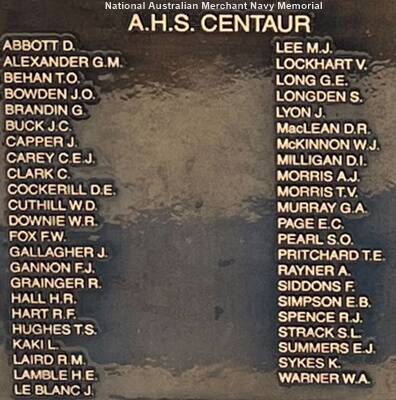 National Australian Merchant Navy Memorial
A.H.S. CENTAUR
ABBOTT D.
ALEXANDER G.M.
BEHAN T.O.
BOWDEN J.O.
BRANDIN G.
BUCK J.C.
CAPPER J.
CAREY C.E.J.
CLARK C.
COCKERILL D.E.
CUTHILL W.D.
DOWNIE W.R.
FOX F.W.
GALLAGHER J.
GANNON F.J.
GRAINGER R.
HALL H.R.
HART R.F.
HUGHES T.S.
KAKI L.
LAIRD R.M.
LAMBLE H.E.
LE BLANC J.
LEE M.J.
LOCKHART V.
LONG G.E.
LONGDEN S.
LYON J.
MacLEAN D.R.
McKINNON W.J.
MILLIGAN D.I.
MORRIS A.J.
MORRIS T.V.
MURRAY G.A.
PAGE E.C.
PEARL S.O.
PRITCHARD T.E.
RAYNER A.
SIDDONS F.
SIMPSON E.B.
SPENCE R.J.
STRACK S.L.
SUMMERS E.J.
SYKES K.
WARNER W.A.